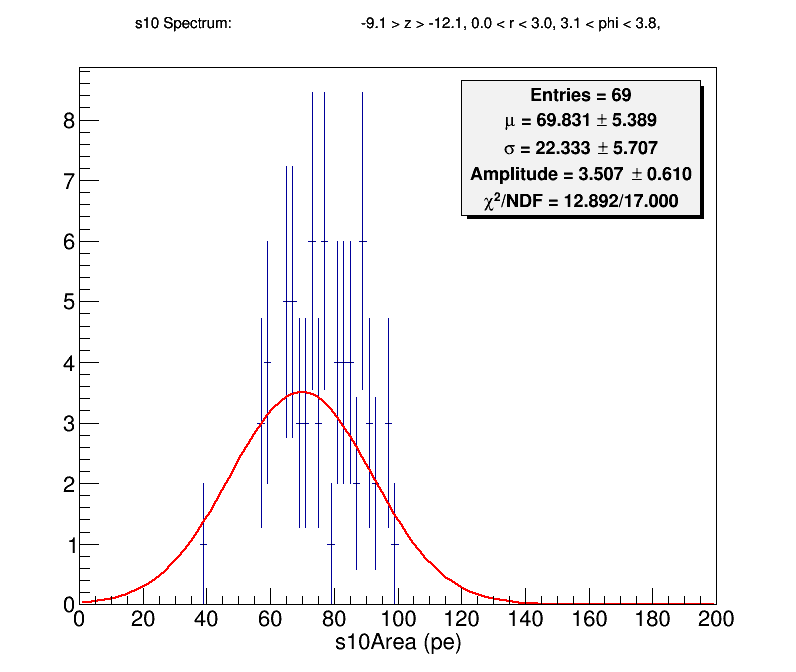 s10 Spectrum: -9.1 > z > -12.1, 0.0 < r < 3.0, 3.1 < phi < 3.8,
Entries = 69
μ = 69.831 ± 5.389
σ = 22.333 ± 5.707
Amplitude = 3.507 ± 0.610
χ²/NDF = 12.892/17.000
8
7
6
5
4
3
2
1
0
0 20 40 60 80 100 120 140 160 180 200
s10Area (pe)